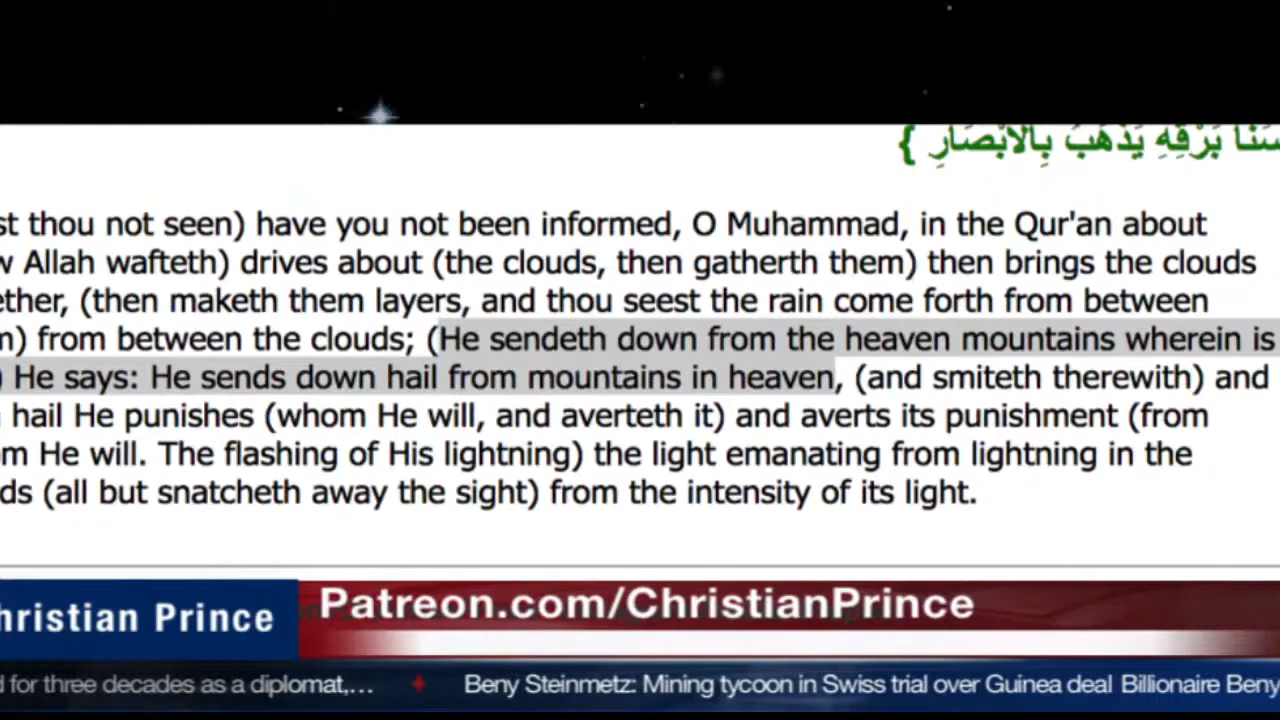 سَنَا بَرْقِهِ يَذْهَبُ بِالأَبْصَارِ }
st thou not seen) have you not been informed, O Muhammad, in the Qur'an about
w Allah wafteth) drives about (the clouds, then gatherth them) then brings the clouds
ether, (then maketh them layers, and thou seest the rain come forth from between
m) from between the clouds; (He sendeth down from the heaven mountains wherein is
) He says: He sends down hail from mountains in heaven, (and smiteth therewith) and
hail He punishes (whom He will, and averteth it) and averts its punishment (from
m He will. The flashing of His lightning) the light emanating from lightning in the
ds (all but snatcheth away the sight) from the intensity of its light.
hristian Prince
Patreon.com/ChristianPrince
d for three decades as a diplomat,... Beny Steinmetz: Mining tycoon in Swiss trial over Guinea deal Billionaire Beny